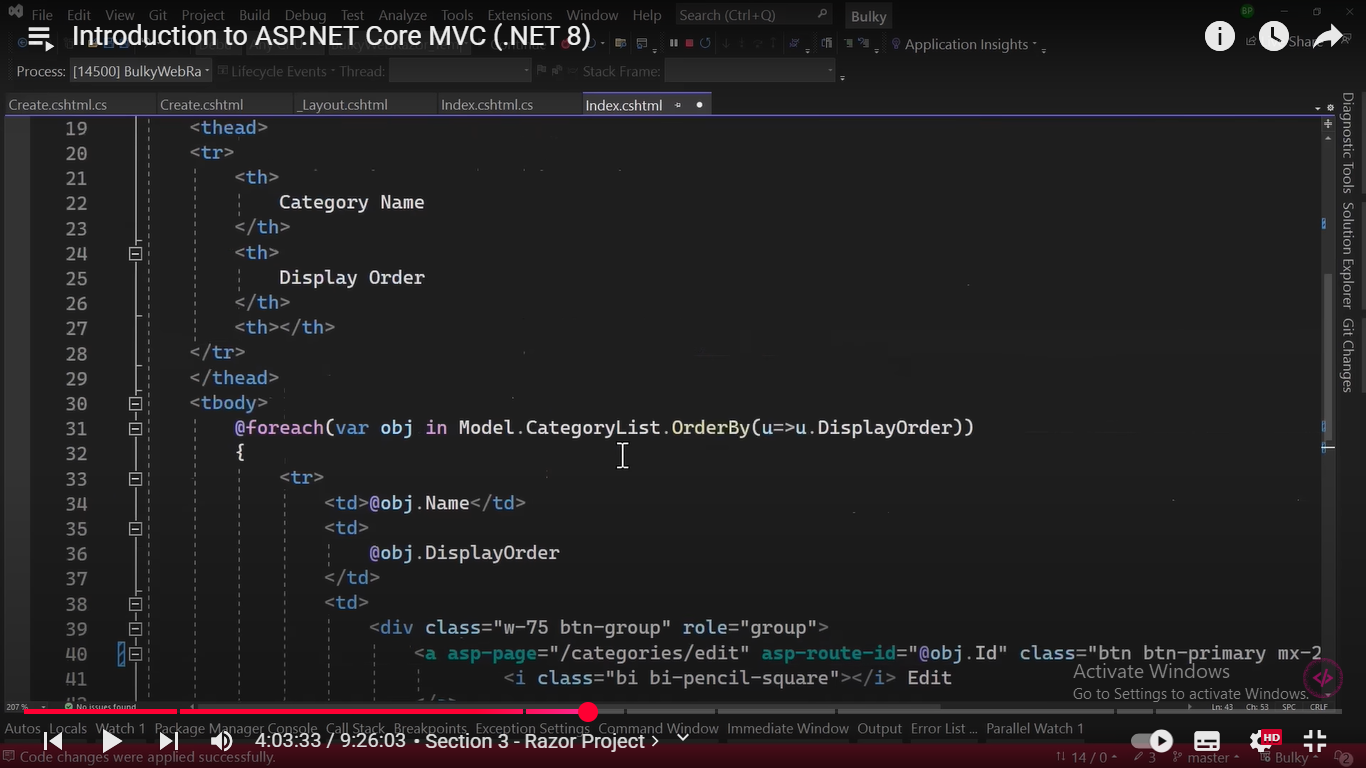 File Edit View Git Project Build Debug Test Analyze Tools Extensions Window Help Search (Ctrl+Q) Bulky BP
Introduction to ASP.NET Core MVC (.NET 8)
Application Insights Share
Process: [14500] BulkyWebRa Lifecycle Events Thread: Stack Frame:
Create.cshtml.cs Create.cshtml _Layout.cshtml Index.cshtml.cs Index.cshtml
19 <thead>
20 <tr>
21 <th>
22 Category Name
23 </th>
24 <th>
25 Display Order
26 </th>
27 <th></th>
28 </tr>
29 </thead>
30 <tbody>
31 @foreach(var obj in Model.CategoryList.OrderBy(u=>u.DisplayOrder))
32 {
33 <tr>
34 <td>@obj.Name</td>
35 <td>
36 @obj.DisplayOrder
37 </td>
38 <td>
39 <div class="w-75 btn-group" role="group">
40 <a asp-page="/categories/edit" asp-route-id="@obj.Id" class="btn btn-primary mx-2
41 <i class="bi bi-pencil-square"></i> Edit
Diagnostic Tools Solution Explorer Git Changes
Activate Windows
Go to Settings to activate Windows.
207 % No issues found Ln: 43 Ch: 53 SPC CRLF
Autos Locals Watch 1 Package Manager Console Call Stack Breakpoints Exception Settings Command Window Immediate Window Output Error List ... Parallel Watch 1
4:03:33 / 9:26:03 • Section 3 - Razor Project HD
Code changes were applied successfully. 14 / 0 3 master Bulky 2